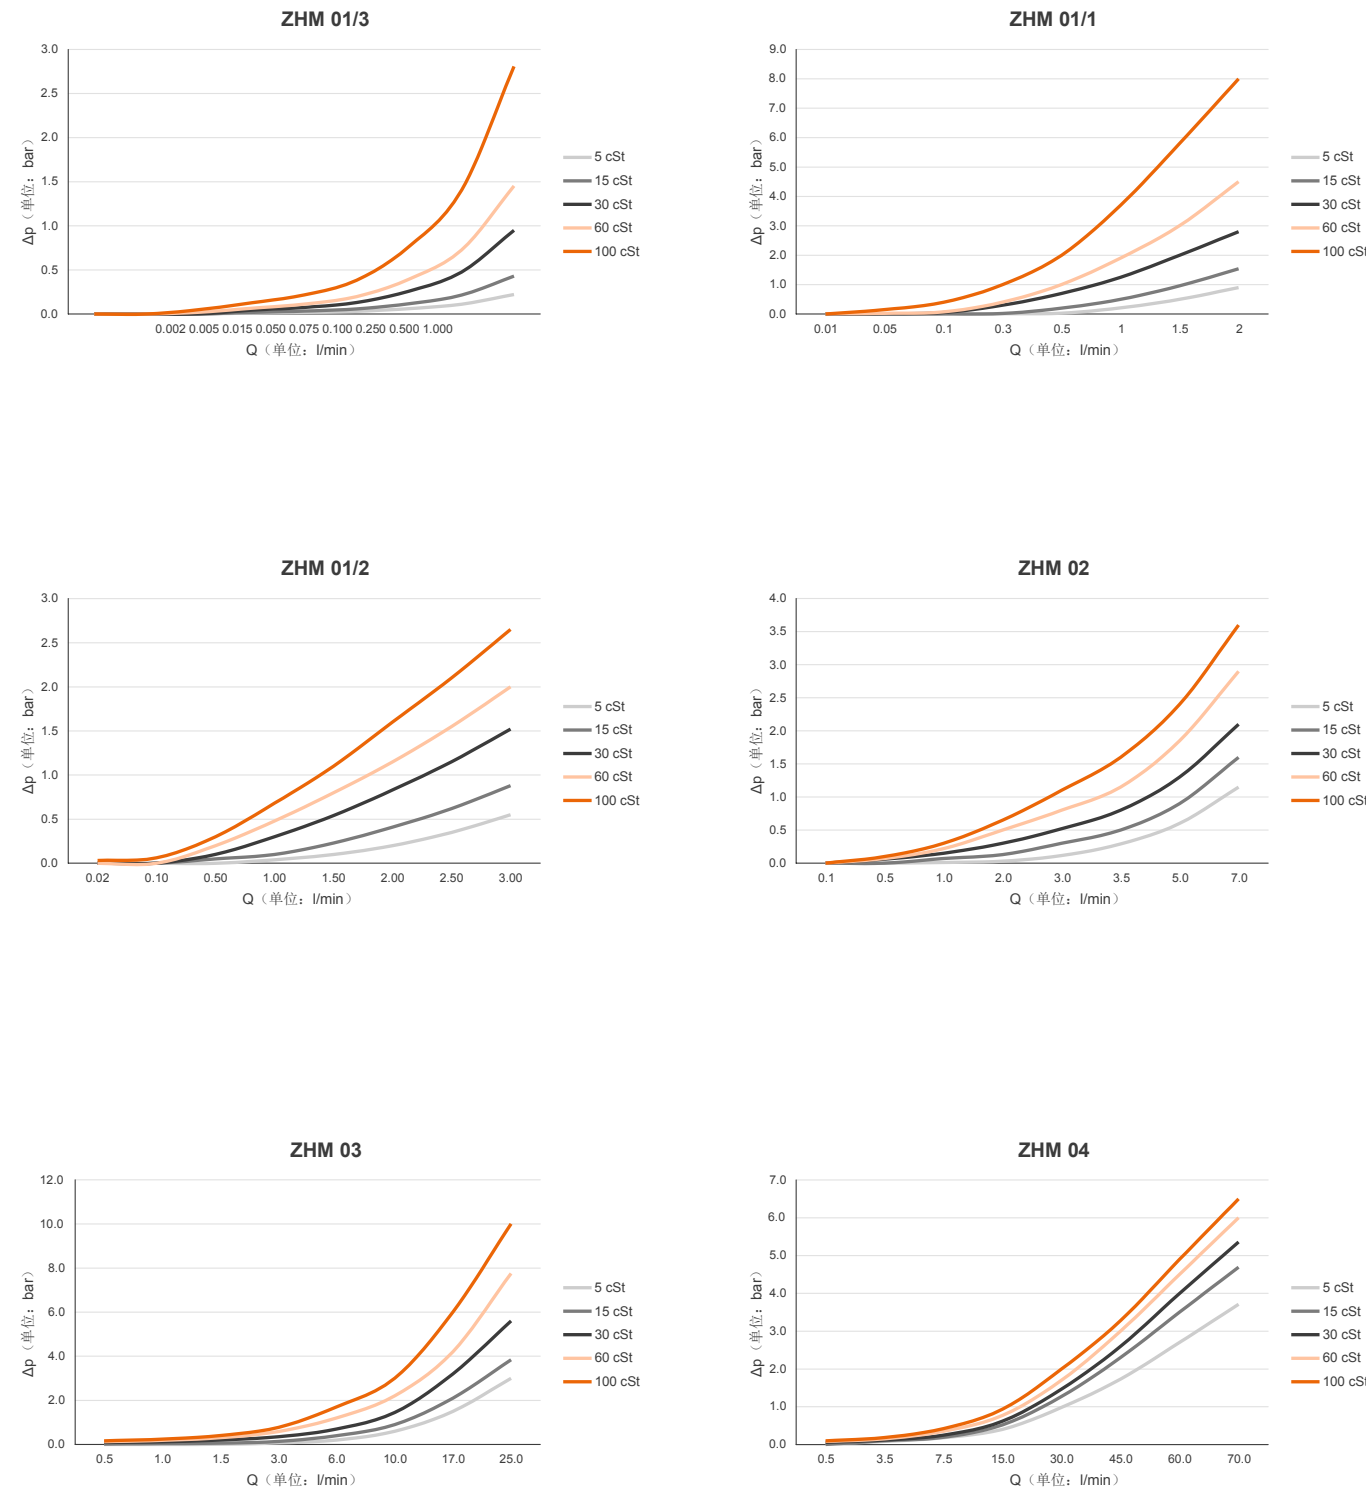 ZHM 01/3
3.0
2.5
2.0
1.5
1.0
0.5
0.0
Δp（单位：bar）
0.002 0.005 0.015 0.050 0.075 0.100 0.250 0.500 1.000
Q（单位：l/min）
5 cSt
15 cSt
30 cSt
60 cSt
100 cSt
ZHM 01/1
9.0
8.0
7.0
6.0
5.0
4.0
3.0
2.0
1.0
0.0
Δp（单位：bar）
0.01 0.05 0.1 0.3 0.5 1 1.5 2
Q（单位：l/min）
5 cSt
15 cSt
30 cSt
60 cSt
100 cSt
ZHM 01/2
3.0
2.5
2.0
1.5
1.0
0.5
0.0
Δp（单位：bar）
0.02 0.10 0.50 1.00 1.50 2.00 2.50 3.00
Q（单位：l/min）
5 cSt
15 cSt
30 cSt
60 cSt
100 cSt
ZHM 02
4.0
3.5
3.0
2.5
2.0
1.5
1.0
0.5
0.0
Δp（单位：bar）
0.1 0.5 1.0 2.0 3.0 3.5 5.0 7.0
Q（单位：l/min）
5 cSt
15 cSt
30 cSt
60 cSt
100 cSt
ZHM 03
12.0
10.0
8.0
6.0
4.0
2.0
0.0
Δp（单位：bar）
0.5 1.0 1.5 3.0 6.0 10.0 17.0 25.0
Q（单位：l/min）
5 cSt
15 cSt
30 cSt
60 cSt
100 cSt
ZHM 04
7.0
6.0
5.0
4.0
3.0
2.0
1.0
0.0
Δp（单位：bar）
0.5 3.5 7.5 15.0 30.0 45.0 60.0 70.0
Q（单位：l/min）
5 cSt
15 cSt
30 cSt
60 cSt
100 cSt